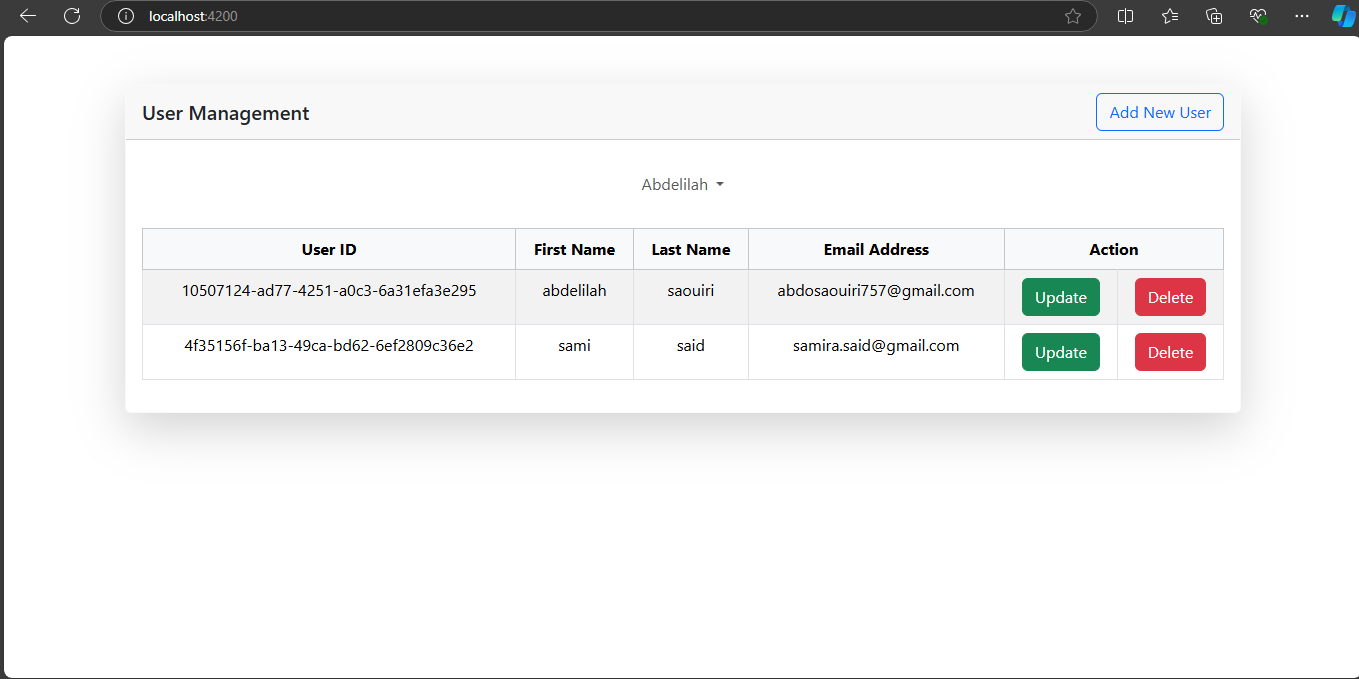 localhost:4200
User Management
Add New User
Abdelilah
User ID First Name Last Name Email Address Action
10507124-ad77-4251-a0c3-6a31efa3e295 abdelilah saouiri abdosaouiri757@gmail.com Update Delete
4f35156f-ba13-49ca-bd62-6ef2809c36e2 sami said samira.said@gmail.com Update Delete